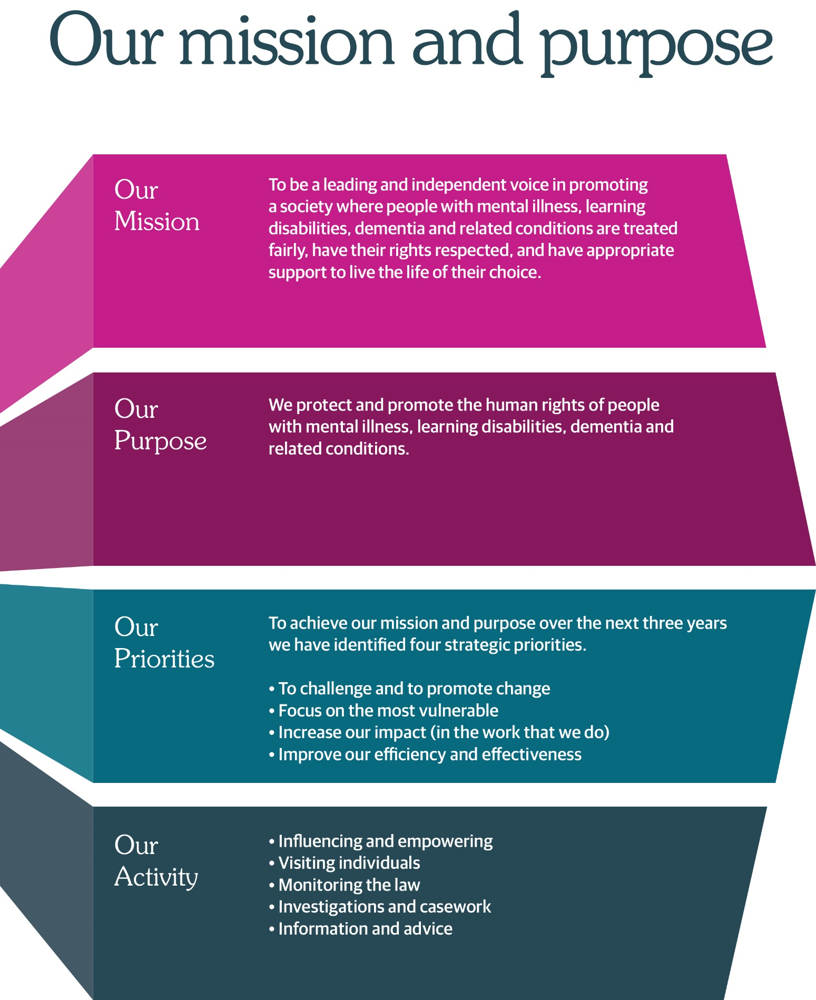 Our mission and purpose
Our
Mission
To be a leading and independent voice in promoting
a society where people with mental illness, learning
disabilities, dementia and related conditions are treated
fairly, have their rights respected, and have appropriate
support to live the life of their choice.
Our
Purpose
We protect and promote the human rights of people
with mental illness, learning disabilities, dementia and
related conditions.
Our
Priorities
To achieve our mission and purpose over the next three years
we have identified four strategic priorities.
• To challenge and to promote change
• Focus on the most vulnerable
• Increase our impact (in the work that we do)
• Improve our efficiency and effectiveness
Our
Activity
• Influencing and empowering
• Visiting individuals
• Monitoring the law
• Investigations and casework
• Information and advice